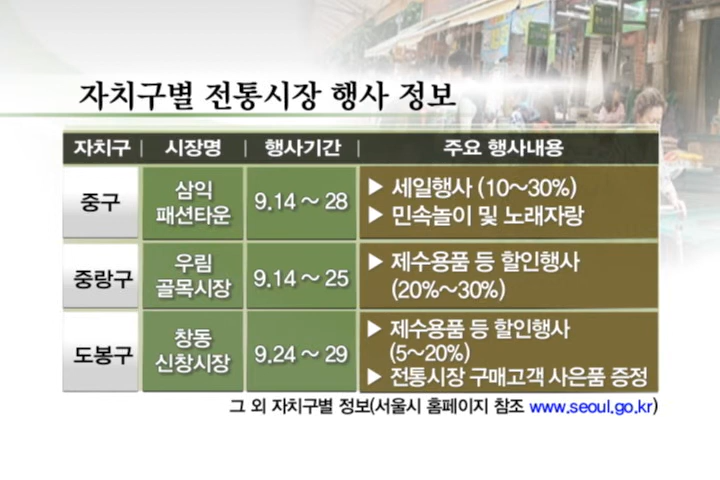 자치구별 전통시장 행사 정보
자치구 | 시장명 | 행사기간 | 주요 행사내용
중구
삼익
패션타운
9.14 ~ 28
▶ 세일행사 (10~30%)
▶ 민속놀이 및 노래자랑
중랑구
우림
골목시장
9.14 ~ 25
▶ 제수용품 등 할인행사
(20%~30%)
도봉구
창동
신창시장
9.24 ~ 29
▶ 제수용품 등 할인행사
(5~20%)
▶ 전통시장 구매고객 사은품 증정
그 외 자치구별 정보(서울시 홈페이지 참조 www.seoul.go.kr)